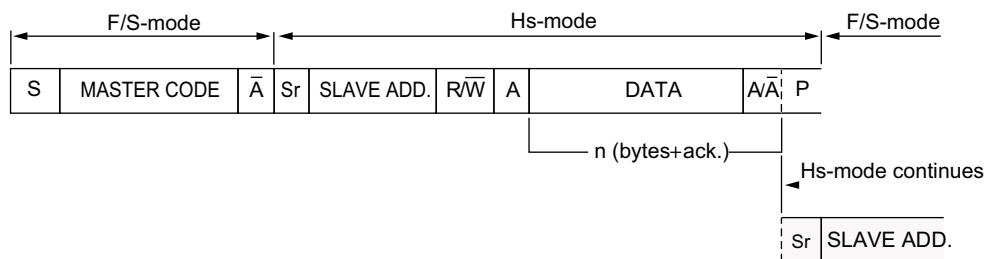 F/S-mode Hs-mode F/S-mode
S MASTER CODE A̅ Sr SLAVE ADD. R/W̅ A DATA A/A̅ P
n (bytes+ack.)
Hs-mode continues
Sr SLAVE ADD.